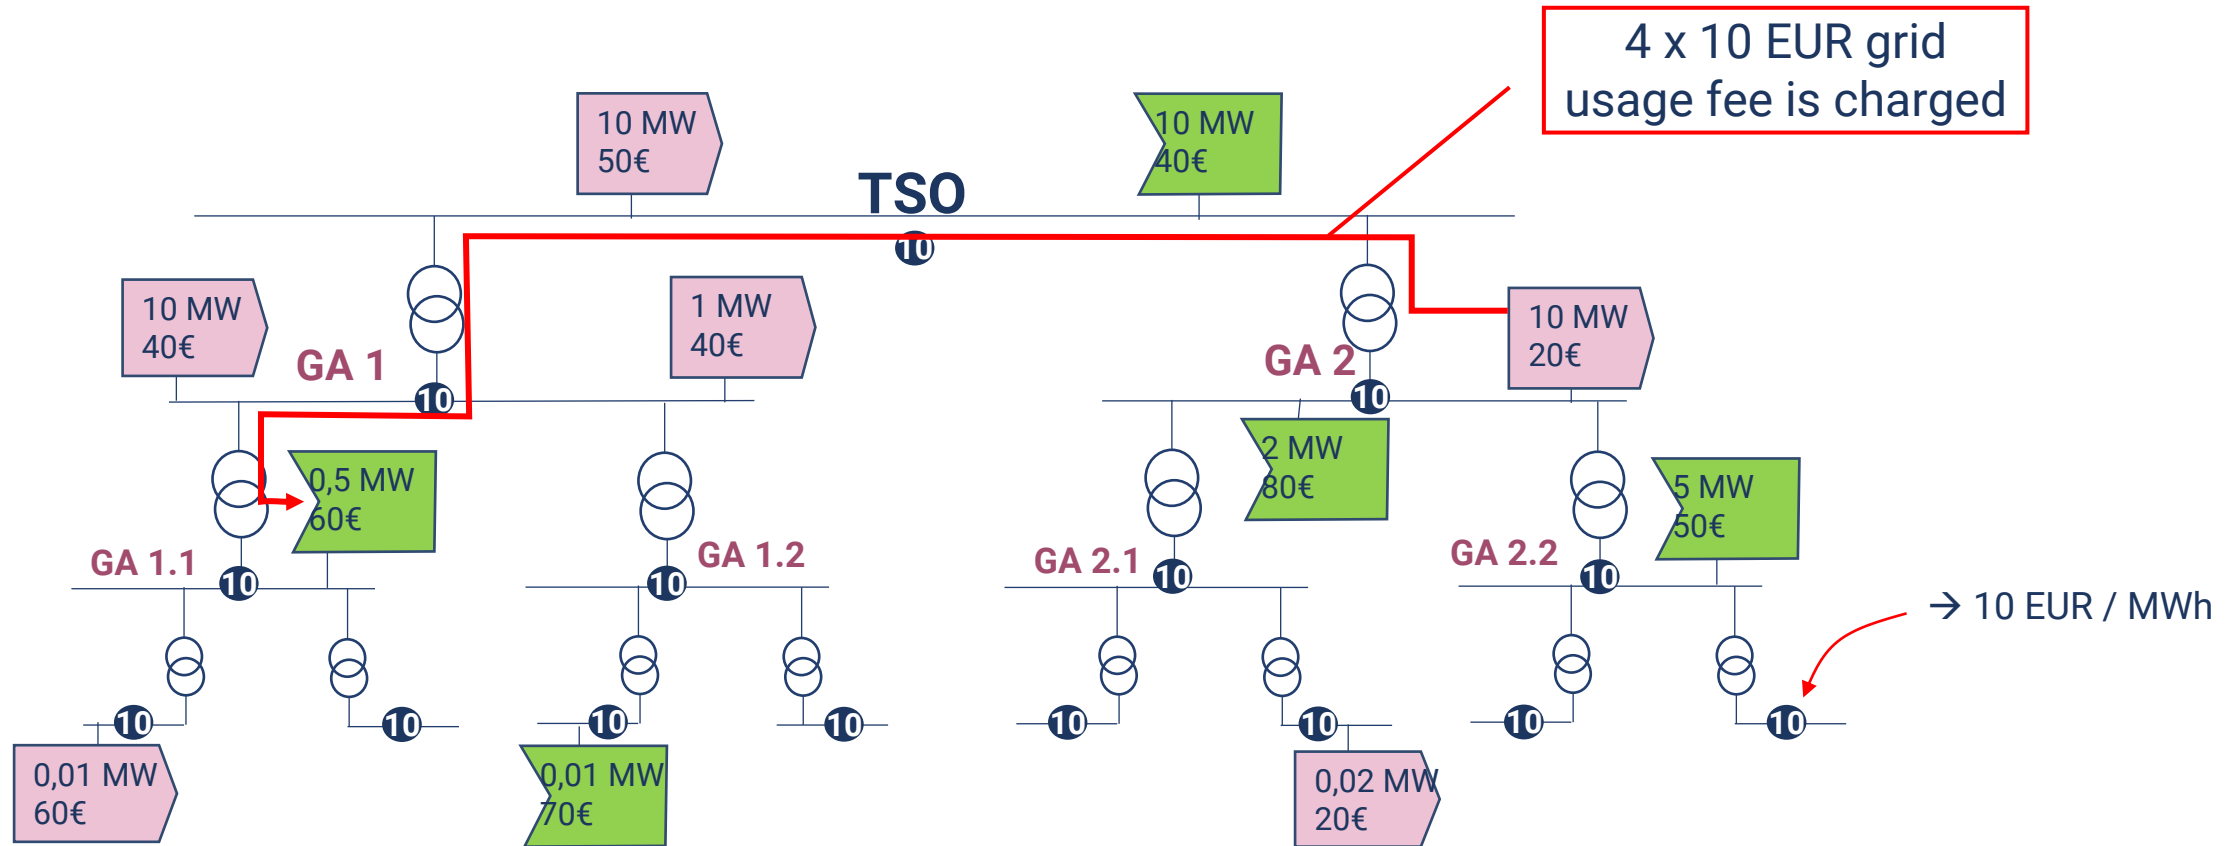 4 x 10 EUR grid
usage fee is charged
10 MW
50€
10 MW
40€
TSO
10
10 MW
40€
1 MW
40€
10 MW
20€
GA 1
GA 2
10
10
0,5 MW
60€
2 MW
80€
5 MW
50€
GA 1.1
GA 1.2
GA 2.1
GA 2.2
10
10
10
10
→ 10 EUR / MWh
10
10
10
10
10
10
10
10
0,01 MW
60€
0,01 MW
70€
0,02 MW
20€